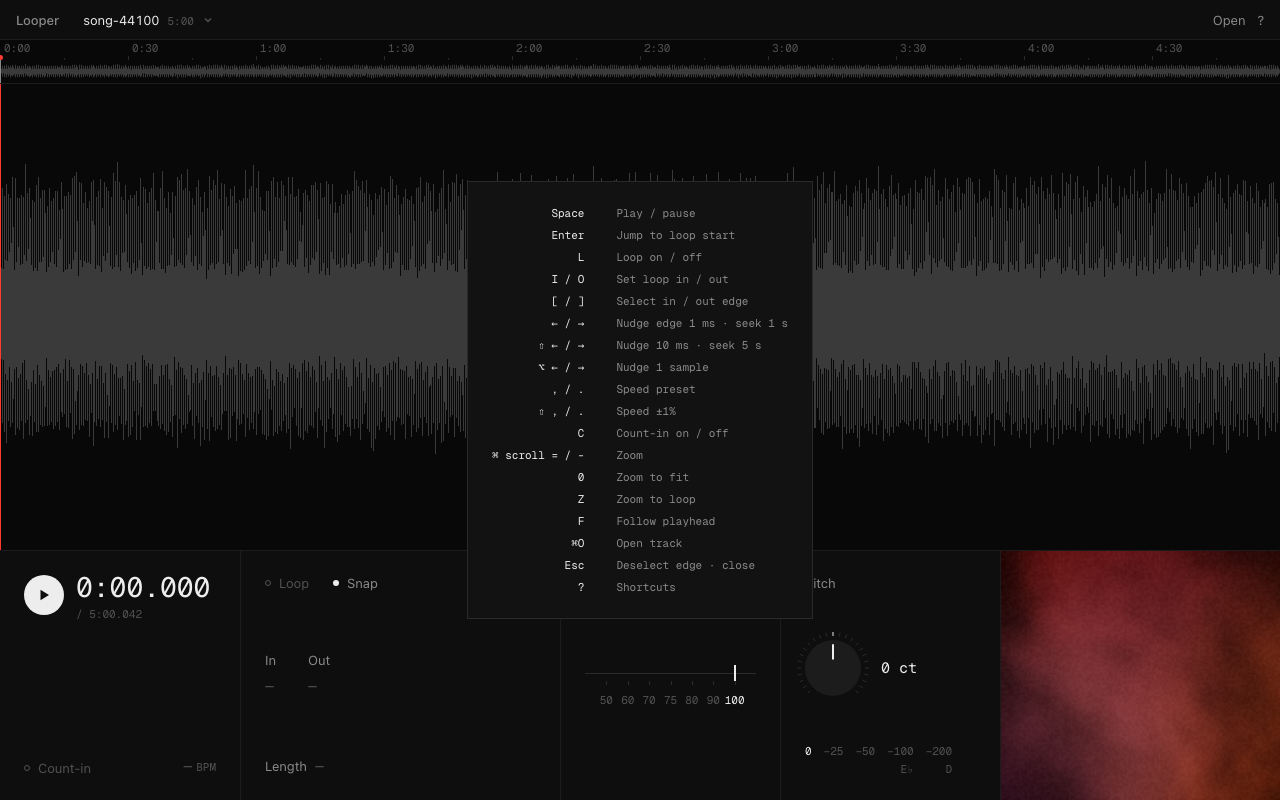 Looper song-44100 5:00 Open ?
0:00 0:30 1:00 1:30 2:00 2:30 3:00 3:30 4:00 4:30
Space Play / pause
Enter Jump to loop start
L Loop on / off
I / O Set loop in / out
[ / ] Select in / out edge
← / → Nudge edge 1 ms · seek 1 s
⇧ ← / → Nudge 10 ms · seek 5 s
⌥ ← / → Nudge 1 sample
, / . Speed preset
⇧ , / . Speed ±1%
C Count-in on / off
⌘ scroll = / - Zoom
0 Zoom to fit
Z Zoom to loop
F Follow playhead
⌘O Open track
Esc Deselect edge · close
? Shortcuts
0:00.000
/ 5:00.042
Count-in — BPM
Loop Snap
In Out
— —
Length —
50 60 70 75 80 90 100
itch
0 ct
0 −25 −50 −100 −200
E♭ D